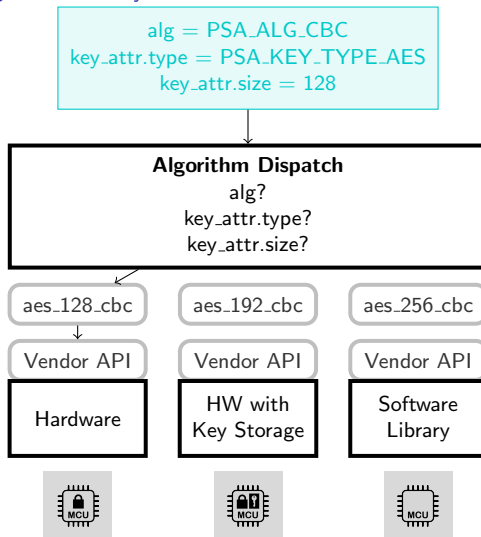 alg = PSA_ALG_CBC
key_attr.type = PSA_KEY_TYPE_AES
key_attr.size = 128
Algorithm Dispatch
alg?
key_attr.type?
key_attr.size?
aes_128_cbc
aes_192_cbc
aes_256_cbc
Vendor API
Vendor API
Vendor API
Hardware
HW with
Key Storage
Software
Library
MCU
MCU
MCU